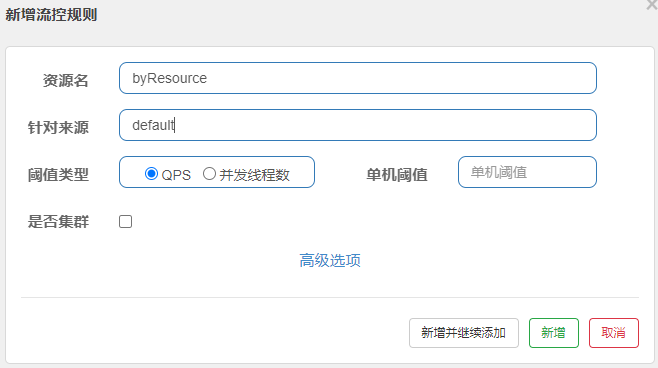 新增流控规则
资源名 byResource
针对来源 default
阈值类型 QPS 并发线程数 单机阈值 单机阈值
是否集群
高级选项
新增并继续添加 新增 取消